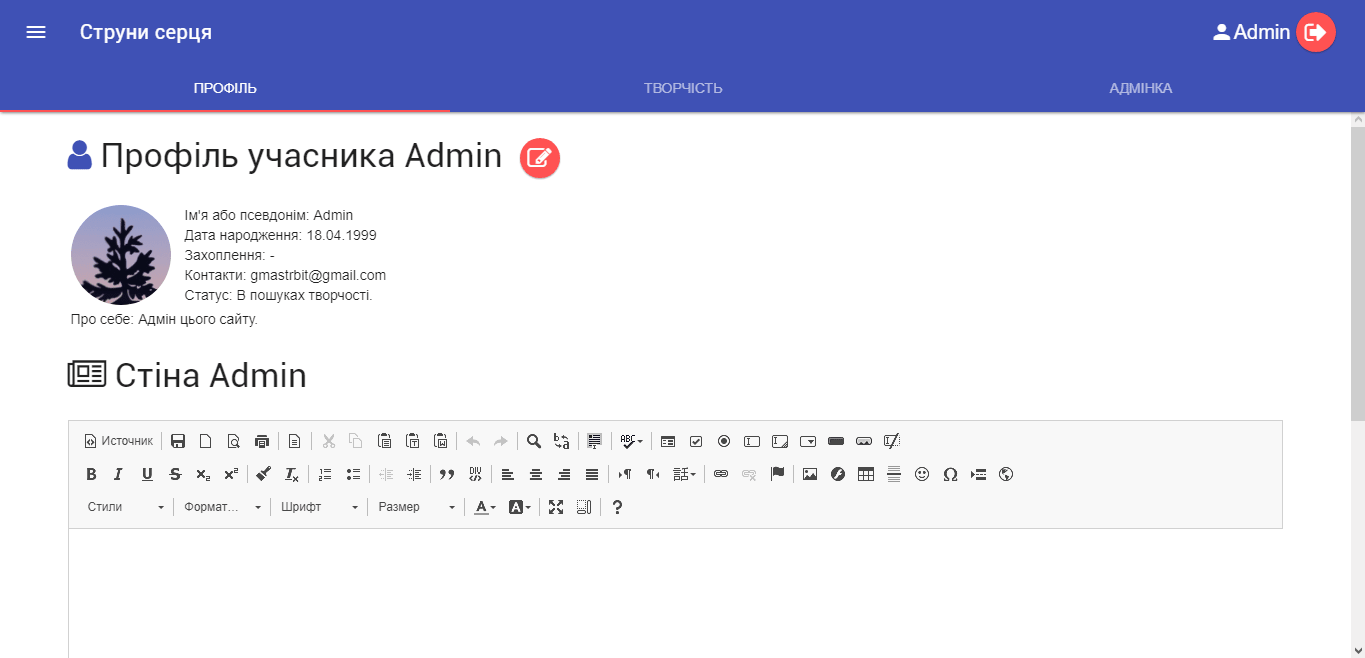 Струни серця
Admin
ПРОФІЛЬ
ТВОРЧІСТЬ
АДМІНКА
Профіль учасника Admin
Ім'я або псевдонім: Admin
Дата народження: 18.04.1999
Захоплення: -
Контакти: gmastrbit@gmail.com
Статус: В пошуках творчості.
Про себе: Адмін цього сайту.
Стіна Admin
Источник
Стили
Формат...
Шрифт
Размер